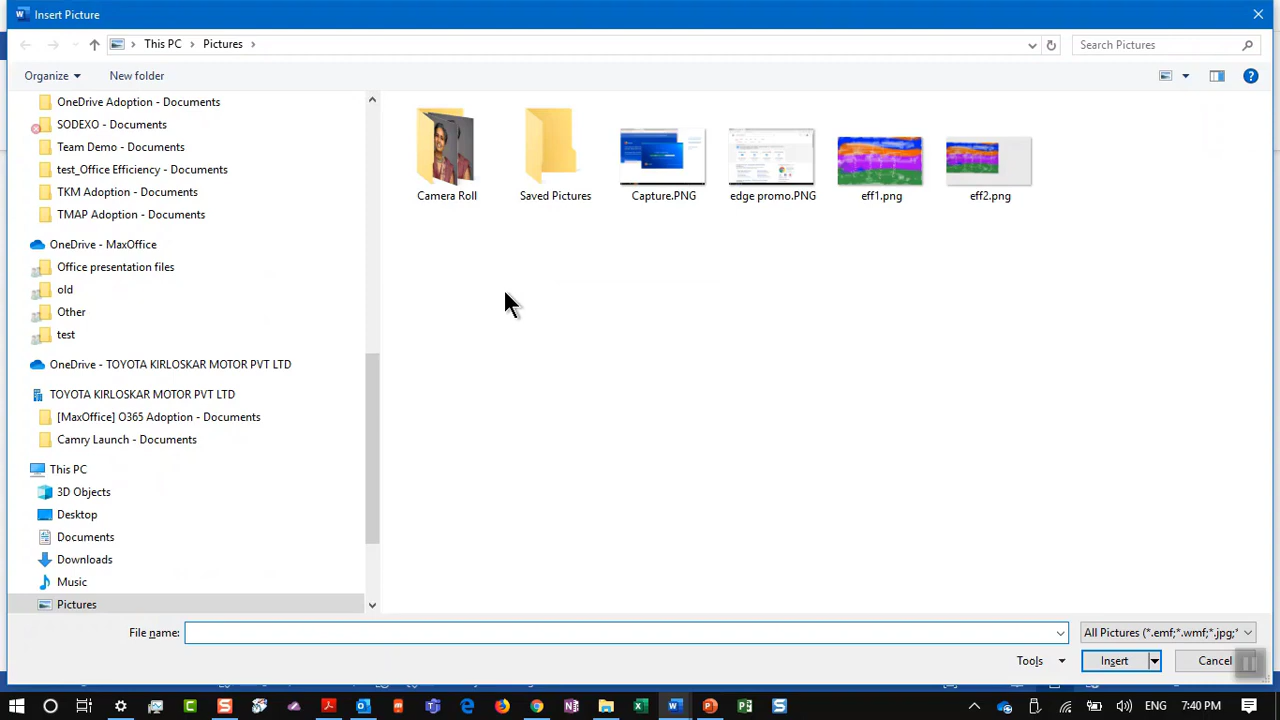 Insert Picture
This PC
Pictures
Search Pictures
Organize
New folder
OneDrive Adoption - Documents
SODEXO - Documents
Team Demo - Documents
test_Office Efficiency - Documents
TKM Adoption - Documents
TMAP Adoption - Documents
OneDrive - MaxOffice
Office presentation files
old
Other
test
OneDrive - TOYOTA KIRLOSKAR MOTOR PVT LTD
TOYOTA KIRLOSKAR MOTOR PVT LTD
[MaxOffice] O365 Adoption - Documents
Camry Launch - Documents
This PC
3D Objects
Desktop
Documents
Downloads
Music
Pictures
Camera Roll
Saved Pictures
Capture.PNG
edge promo.PNG
eff1.png
eff2.png
File name:
All Pictures (*.emf;*.wmf;*.jpg;*
Tools
Insert
Cancel
ENG
7:40 PM